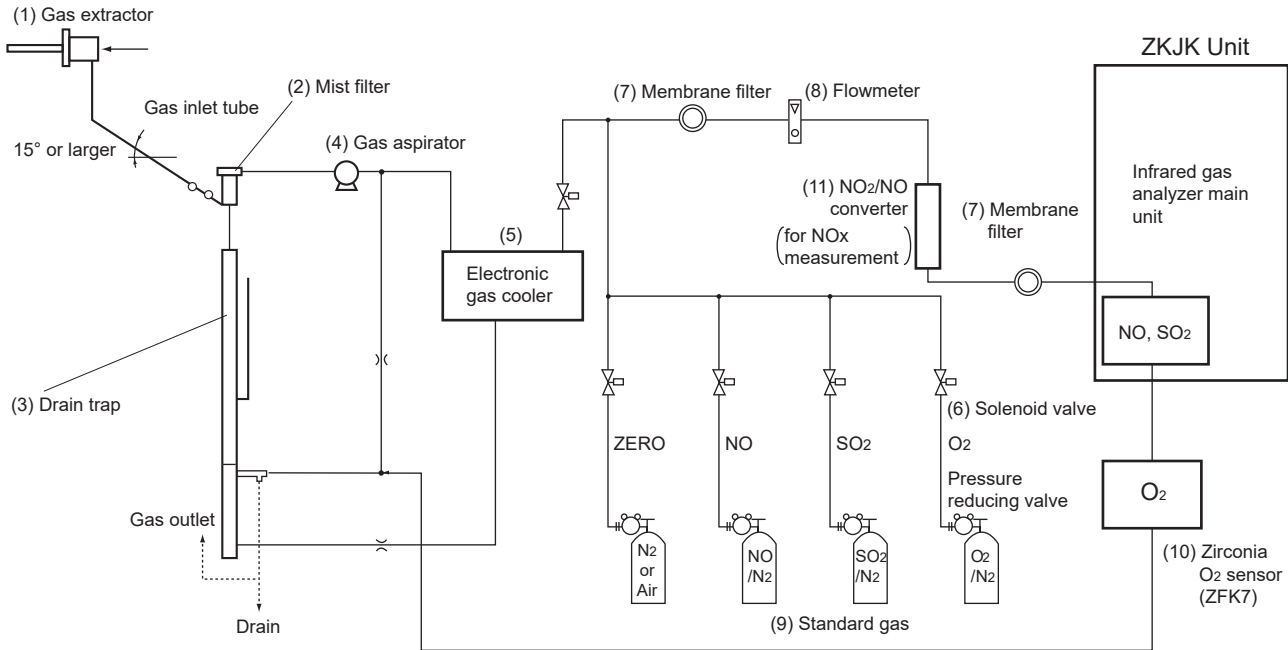 (1) Gas extractor
ZKJK Unit
(2) Mist filter
(7) Membrane filter
(8) Flowmeter
Gas inlet tube
15° or larger
(4) Gas aspirator
Infrared gas
analyzer main
unit
(11) NO2/NO
converter
(for NOx
measurement)
(7) Membrane
filter
(5)
Electronic
gas cooler
NO, SO2
(3) Drain trap
(6) Solenoid valve
ZERO
NO
SO2
O2
Pressure
reducing valve
O2
Gas outlet
N2
or
Air
NO
/N2
SO2
/N2
O2
/N2
(10) Zirconia
O2 sensor
(ZFK7)
Drain
(9) Standard gas